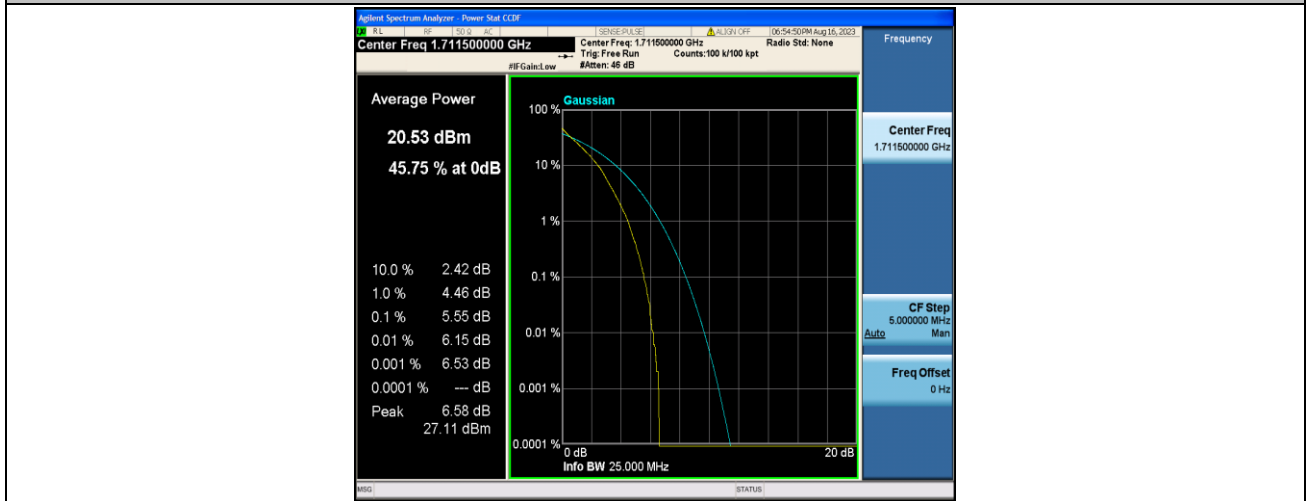 Agilent Spectrum Analyzer - Power Stat CCDF
RL RF 50 Ω AC SENSE:PULSE ALIGN OFF 06:54:50 PM Aug 16, 2023
Center Freq 1.711500000 GHz
Center Freq: 1.711500000 GHz Radio Std: None
Trig: Free Run Counts:100 k/100 kpt
#IFGain:Low #Atten: 46 dB
Frequency
Average Power
20.53 dBm
45.75 % at 0dB
10.0 % 2.42 dB
1.0 % 4.46 dB
0.1 % 5.55 dB
0.01 % 6.15 dB
0.001 % 6.53 dB
0.0001 % --- dB
Peak 6.58 dB
27.11 dBm
Gaussian
100 %
10 %
1 %
0.1 %
0.01 %
0.001 %
0.0001 %
0 dB 20 dB
Info BW 25.000 MHz
Center Freq
1.711500000 GHz
CF Step
5.000000 MHz
Auto Man
Freq Offset
0 Hz
MSG STATUS